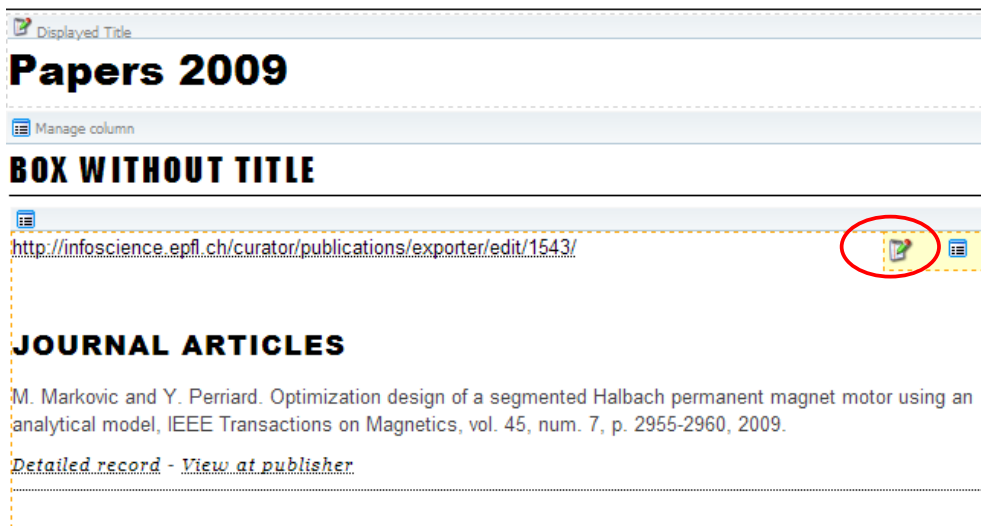 Displayed Title
Papers 2009
Manage column
BOX WITHOUT TITLE
http://infoscience.epfl.ch/curator/publications/exporter/edit/1543/
JOURNAL ARTICLES
M. Markovic and Y. Perriard. Optimization design of a segmented Halbach permanent magnet motor using an
analytical model, IEEE Transactions on Magnetics, vol. 45, num. 7, p. 2955-2960, 2009.
Detailed record - View at publisher